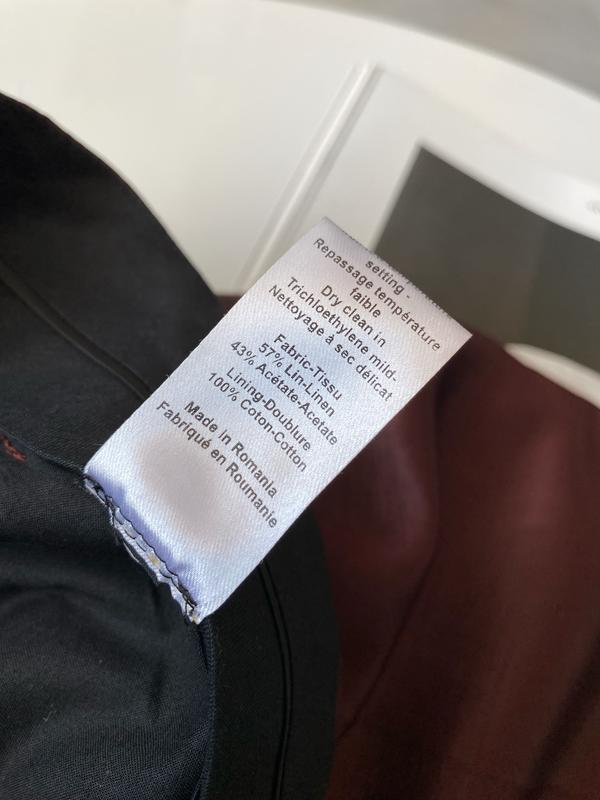 setting -
Repassage température
faible
Dry clean in
Trichloethylene mild-
Nettoyage à sec délicat
Fabric-Tissu
57% Lin-Linen
43% Acétate-Acetate
Lining-Doublure
100% Coton-Cotton
Made in Romania
Fabriqué en Roumanie